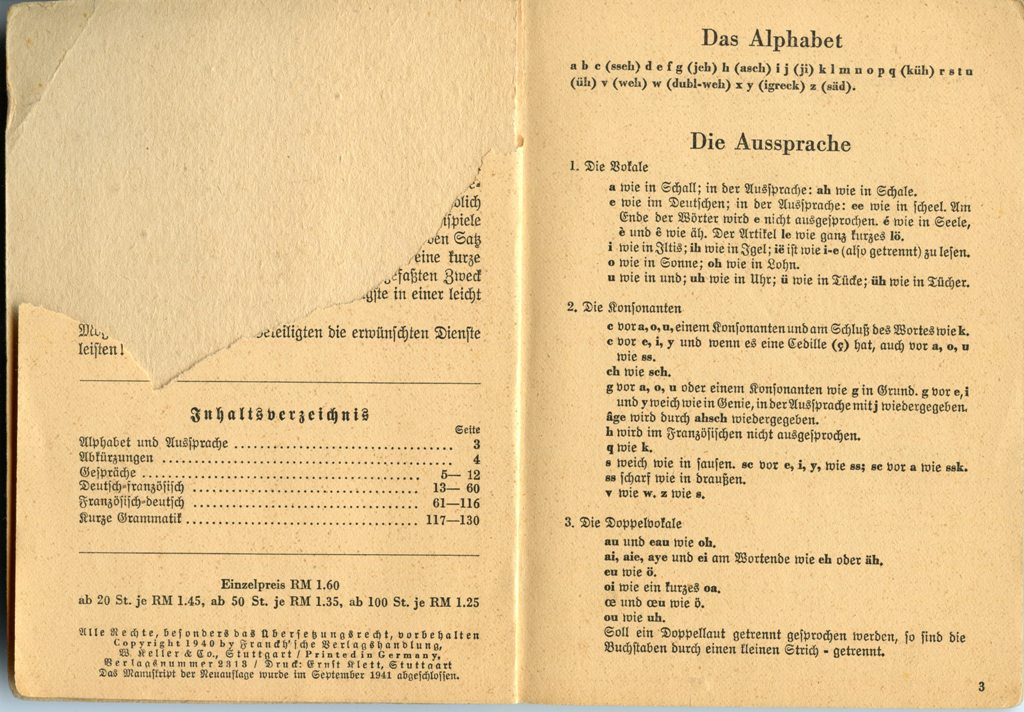 dlich
spiele
den Satz
eine kurze
gefaßten Zweck
in einer leicht
Beteiligten die erwünschten Dienste
leisten!
Inhaltsverzeichnis
Seite
Alphabet und Aussprache 3
Abkürzungen 4
Gespräche 5— 12
Deutsch-französisch 13— 60
Französisch-deutsch 61—116
Kurze Grammatik 117—130
Einzelpreis RM 1.60
ab 20 St. je RM 1.45, ab 50 St. je RM 1.35, ab 100 St. je RM 1.25
Alle Rechte, besonders das Übersetzungsrecht, vorbehalten
Copyright 1940 by Franckh'sche Verlagshandlung,
W. Keller & Co., Stuttgart / Printed in Germany,
Verlagsnummer 2313 / Druck: Ernst Klett, Stuttgart
Das Manuskript der Neuauflage wurde im September 1941 abgeschlossen.
Das Alphabet
a b c (sseh) d e f g (jeh) h (asch) i j (ji) k l m n o p q (küh) r s t u
(üh) v (weh) w (dubl-weh) x y (igreck) z (säd).
Die Aussprache
1. Die Vokale
a wie in Schall; in der Aussprache: ah wie in Schale.
e wie im Deutschen; in der Aussprache: ee wie in scheel. Am
Ende der Wörter wird e nicht ausgesprochen. é wie in Seele,
è und ê wie äh. Der Artikel le wie ganz kurzes lö.
i wie in Iltis; ih wie in Igel; ië ist wie i-e (also getrennt) zu lesen.
o wie in Sonne; oh wie in Lohn.
u wie in und; uh wie in Uhr; ü wie in Tücke; üh wie in Tücher.
2. Die Konsonanten
c vor a, o, u, einem Konsonanten und am Schluß des Wortes wie k.
c vor e, i, y und wenn es eine Cedille (ç) hat, auch vor a, o, u
wie ss.
ch wie sch.
g vor a, o, u oder einem Konsonanten wie g in Grund. g vor e, i
und y weich wie in Genie, in der Aussprache mit j wiedergegeben.
âge wird durch ahsch wiedergegeben.
h wird im Französischen nicht ausgesprochen.
q wie k.
s weich wie in sausen. sc vor e, i, y, wie ss; sc vor a wie ssk.
ss scharf wie in draußen.
v wie w. z wie s.
3. Die Doppelvokale
au und eau wie oh.
ai, aie, aye und ei am Wortende wie eh oder äh.
eu wie ö.
oi wie ein kurzes oa.
œ und œu wie ö.
ou wie uh.
Soll ein Doppellaut getrennt gesprochen werden, so sind die
Buchstaben durch einen kleinen Strich - getrennt.
3